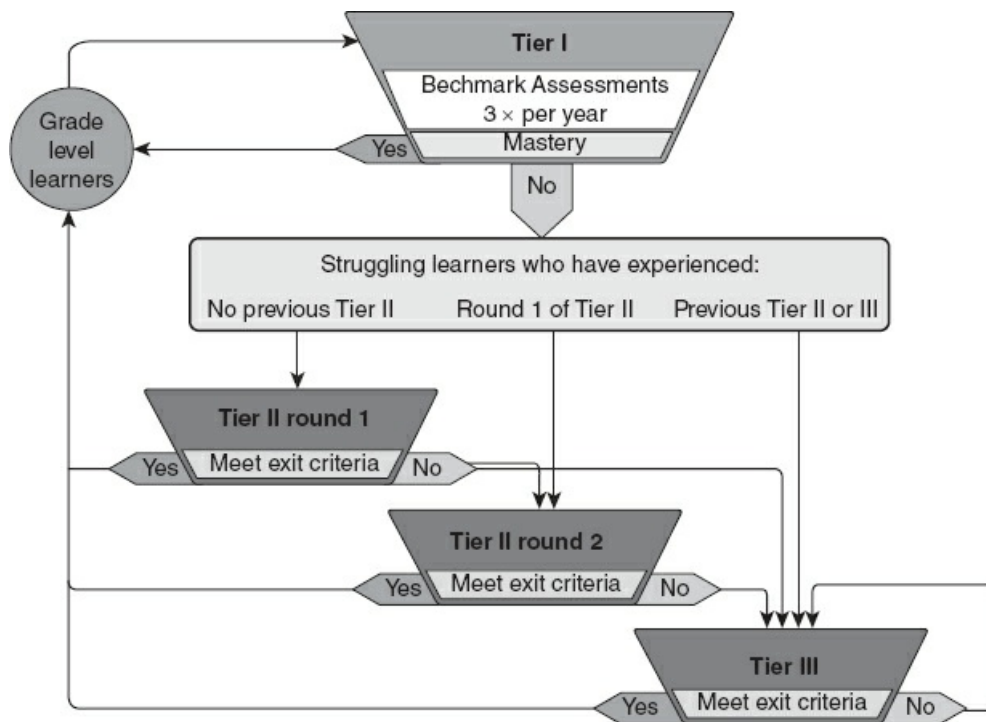 Tier I
Bechmark Assessments
3 × per year
Mastery
Yes
Grade
level
learners
No
Struggling learners who have experienced:
No previous Tier II Round 1 of Tier II Previous Tier II or III
Tier II round 1
Yes Meet exit criteria No
Tier II round 2
Yes Meet exit criteria No
Tier III
Yes Meet exit criteria No